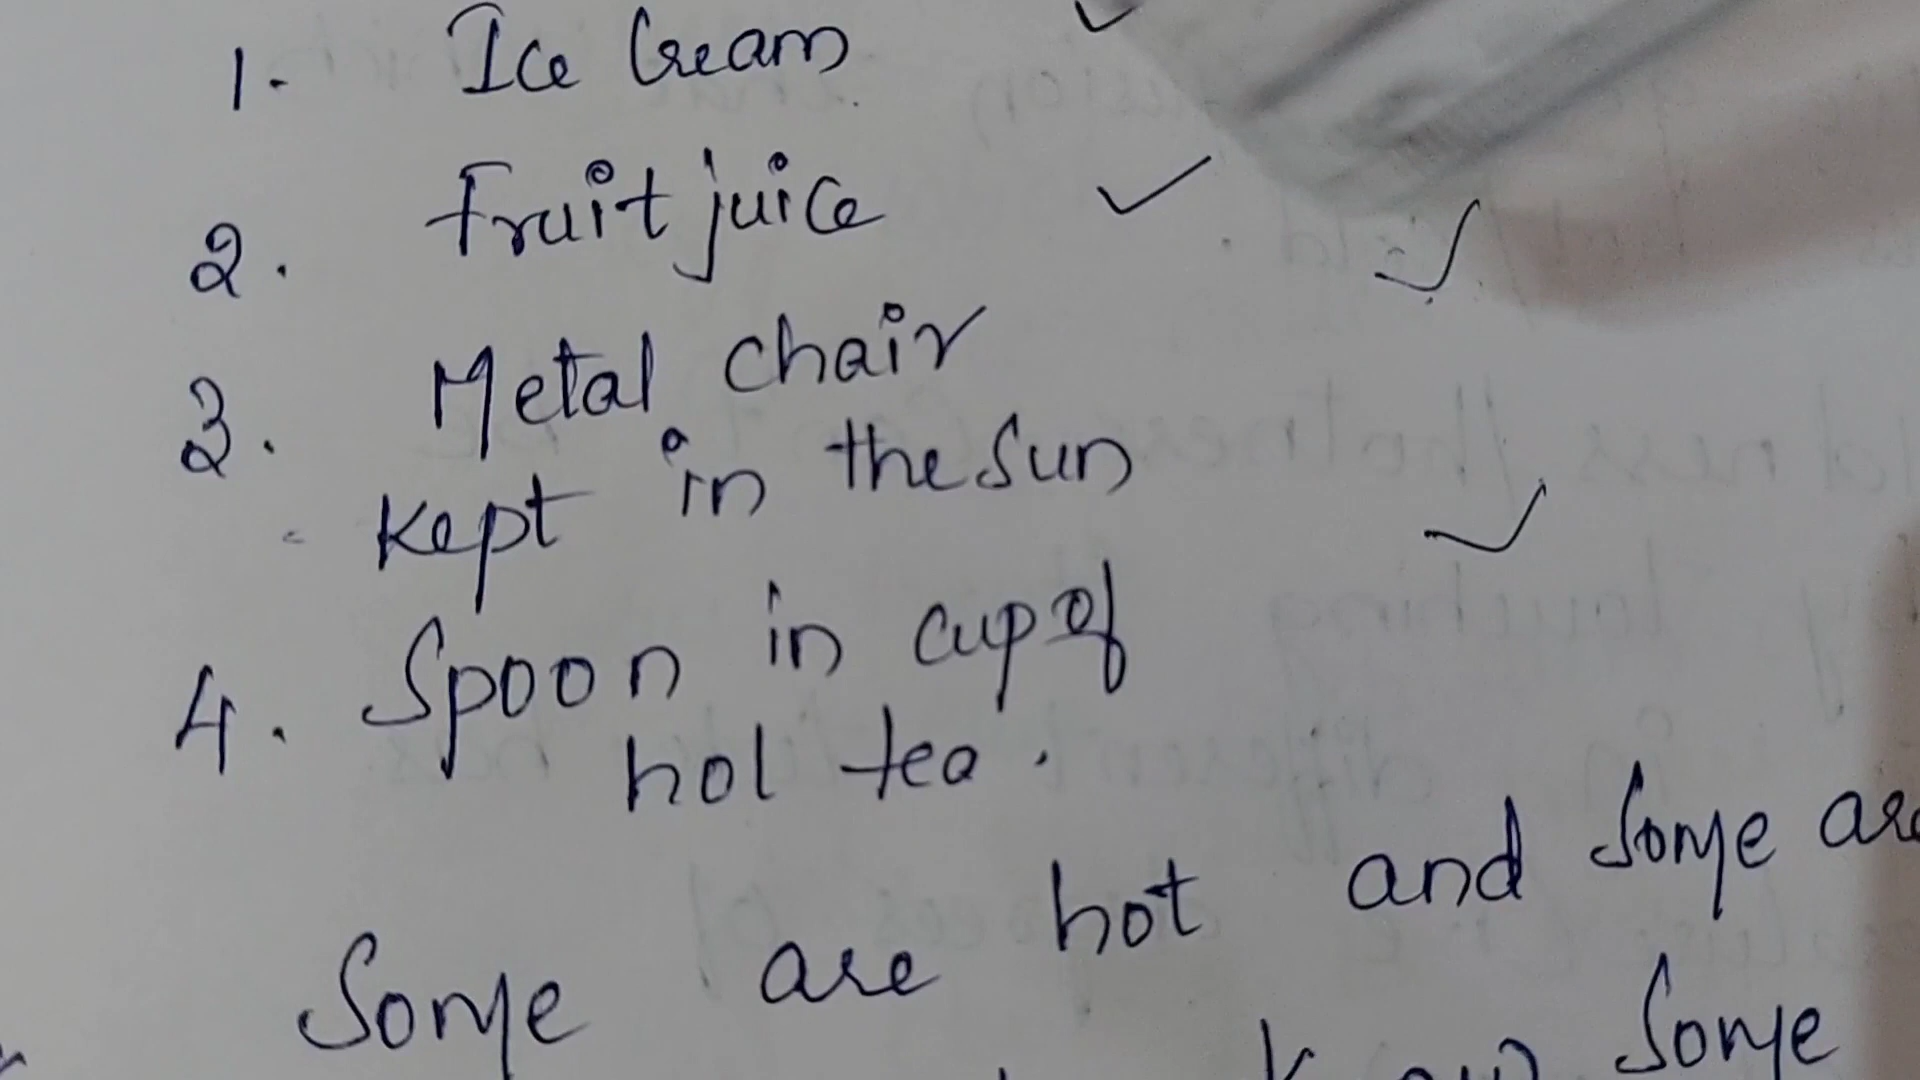 1. Ice Cream
2. Fruit juice
3. Metal chair
kept in the Sun
4. Spoon in cup of
hot tea.
Some are hot and Some are
Some